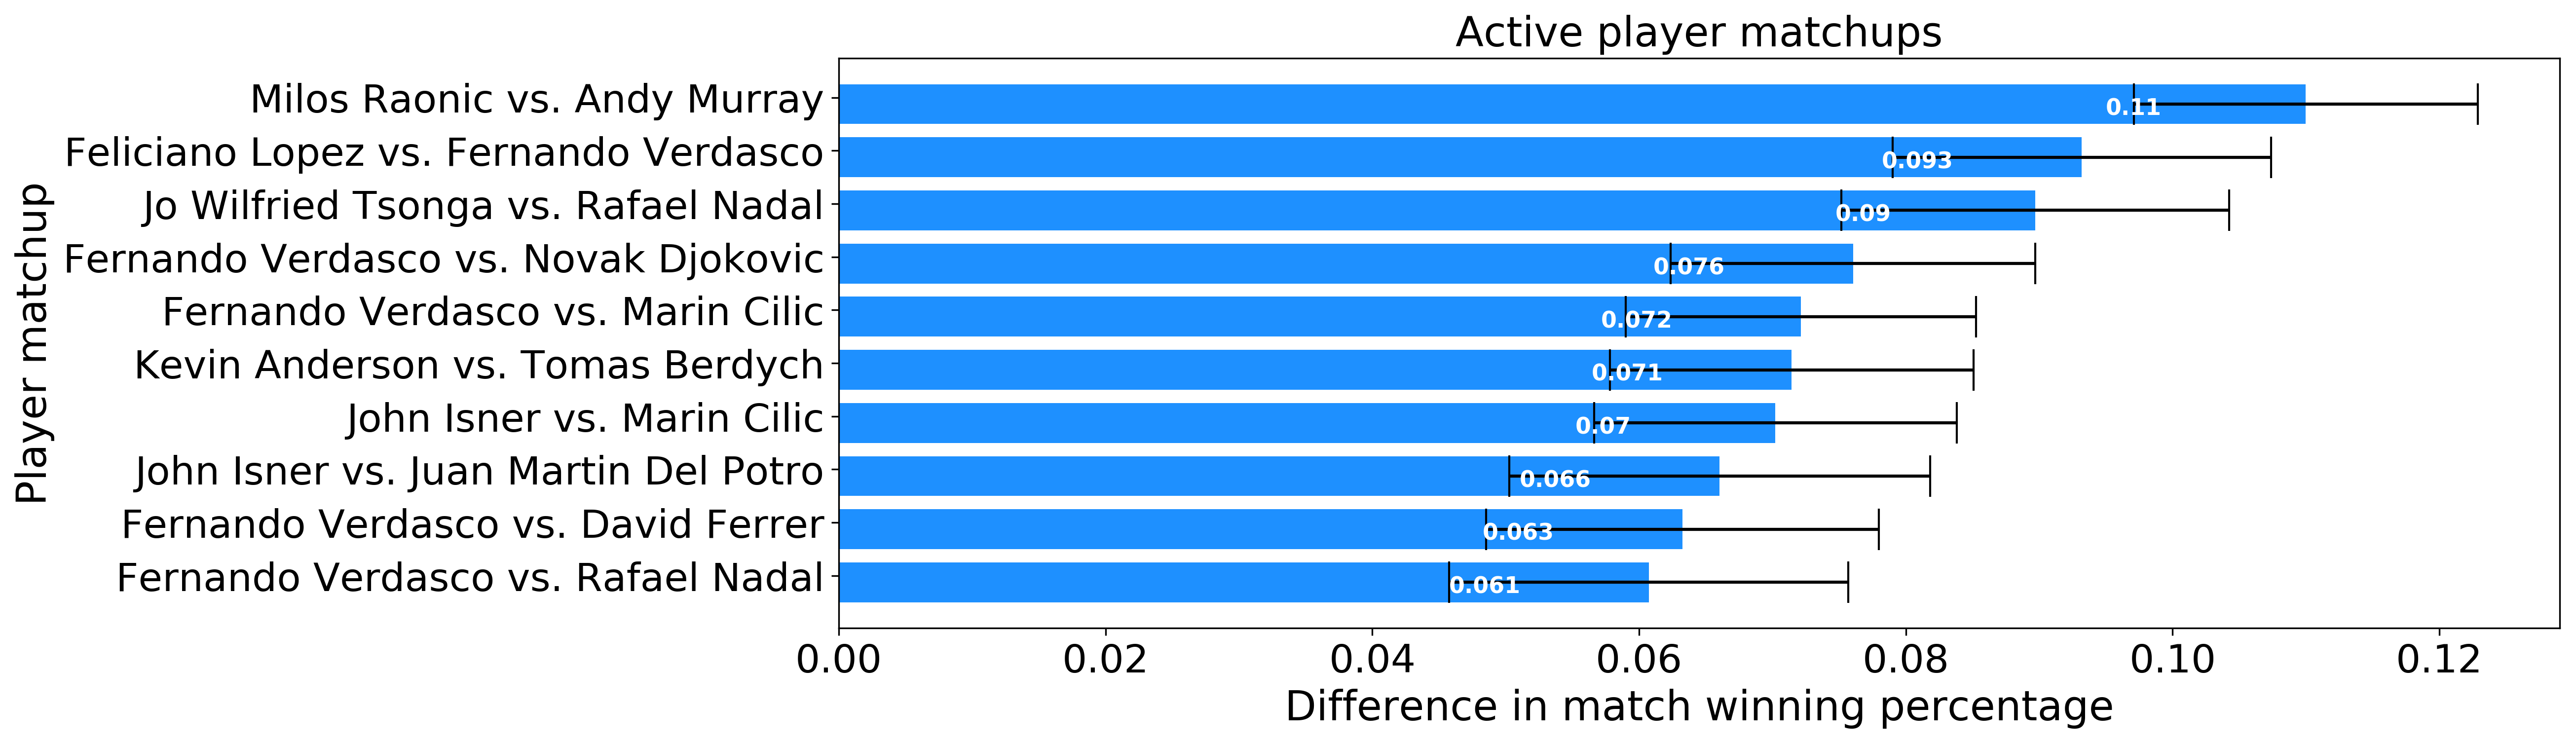 Active player matchups
Player matchup
Milos Raonic vs. Andy Murray
0.11
Feliciano Lopez vs. Fernando Verdasco
0.093
Jo Wilfried Tsonga vs. Rafael Nadal
0.09
Fernando Verdasco vs. Novak Djokovic
0.076
Fernando Verdasco vs. Marin Cilic
0.072
Kevin Anderson vs. Tomas Berdych
0.071
John Isner vs. Marin Cilic
0.07
John Isner vs. Juan Martin Del Potro
0.066
Fernando Verdasco vs. David Ferrer
0.063
Fernando Verdasco vs. Rafael Nadal
0.061
0.00 0.02 0.04 0.06 0.08 0.10 0.12
Difference in match winning percentage